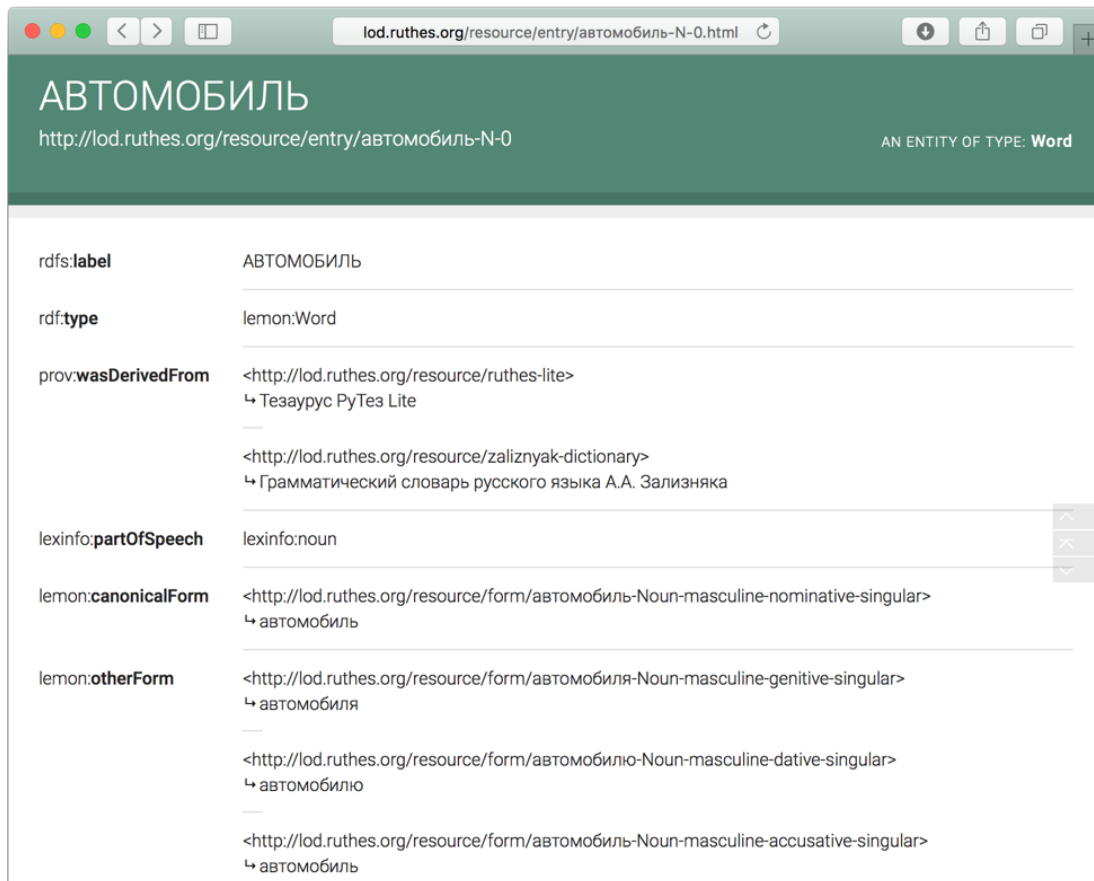 lod.ruthes.org/resource/entry/автомобиль-N-0.html
АВТОМОБИЛЬ
http://lod.ruthes.org/resource/entry/автомобиль-N-0
AN ENTITY OF TYPE: Word
rdfs:label АВТОМОБИЛЬ
rdf:type lemon:Word
prov:wasDerivedFrom <http://lod.ruthes.org/resource/ruthes-lite>
↳ Тезаурус РуТез Lite
<http://lod.ruthes.org/resource/zaliznyak-dictionary>
↳ Грамматический словарь русского языка А.А. Зализняка
lexinfo:partOfSpeech lexinfo:noun
lemon:canonicalForm <http://lod.ruthes.org/resource/form/автомобиль-Noun-masculine-nominative-singular>
↳ автомобиль
lemon:otherForm <http://lod.ruthes.org/resource/form/автомобиля-Noun-masculine-genitive-singular>
↳ автомобиля
<http://lod.ruthes.org/resource/form/автомобилю-Noun-masculine-dative-singular>
↳ автомобилю
<http://lod.ruthes.org/resource/form/автомобиль-Noun-masculine-accusative-singular>
↳ автомобиль